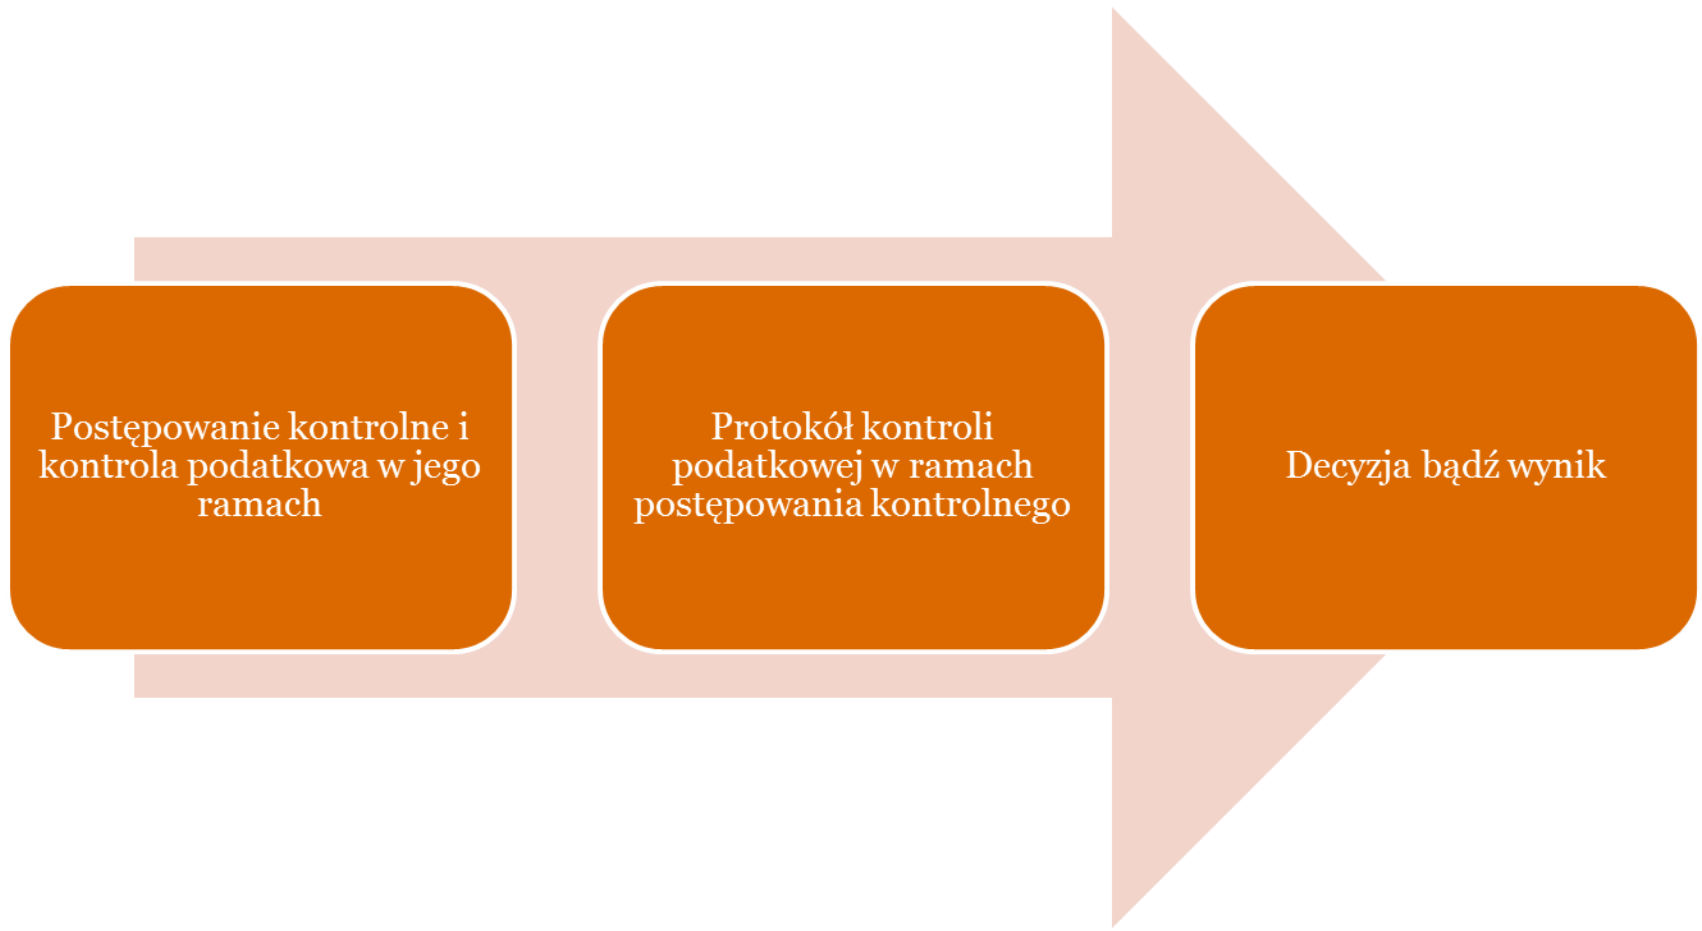 Postępowanie kontrolne i
kontrola podatkowa w jego
ramach
Protokół kontroli
podatkowej w ramach
postępowania kontrolnego
Decyzja bądź wynik